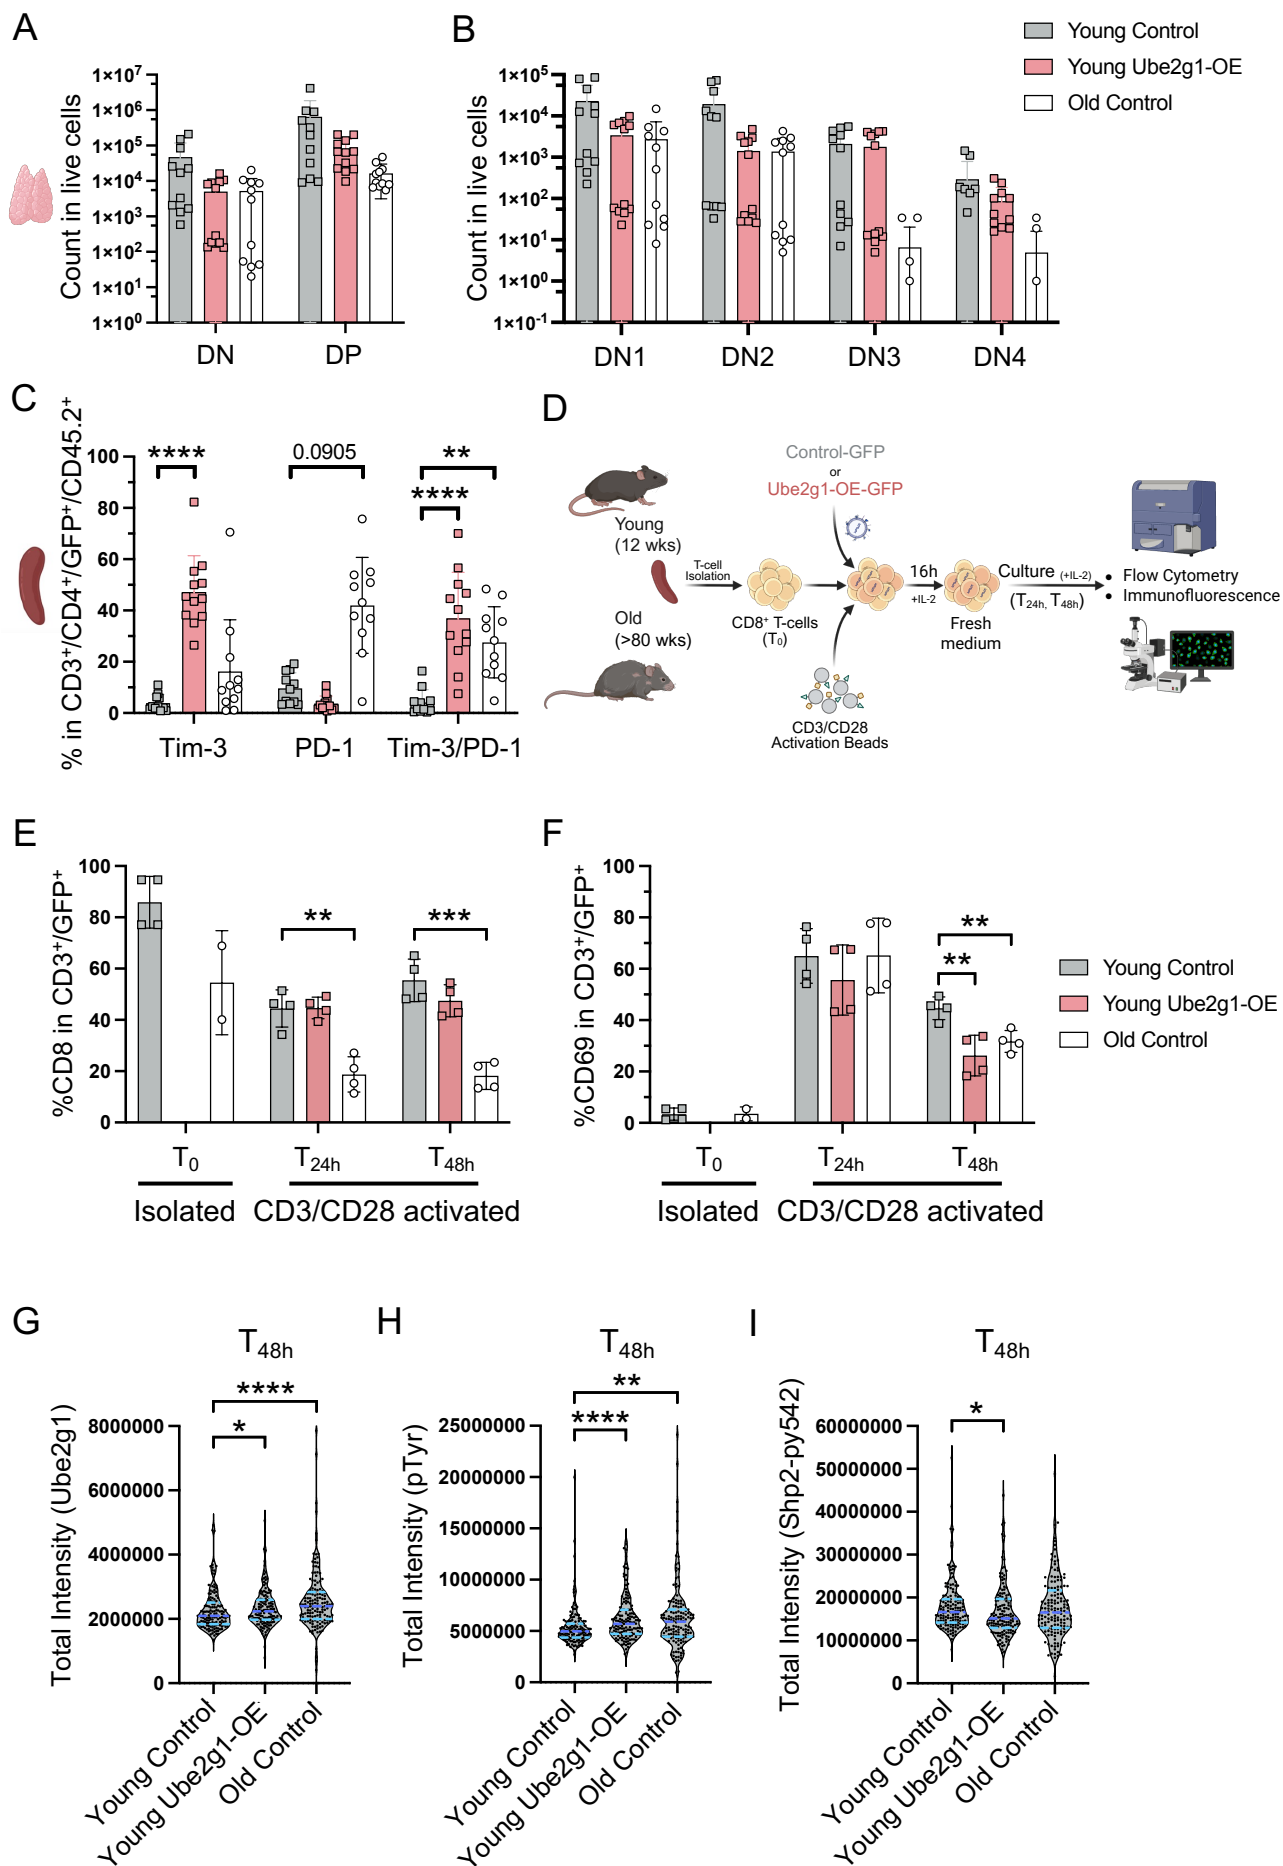 A
Count in live cells
1×10⁷
1×10⁶
1×10⁵
1×10⁴
1×10³
1×10²
1×10¹
1×10⁰
DN
DP
B
Count in live cells
1×10⁵
1×10⁴
1×10³
1×10²
1×10¹
1×10⁰
1×10⁻¹
DN1
DN2
DN3
DN4
Young Control
Young Ube2g1-OE
Old Control
C
% in CD3⁺/CD4⁺/GFP⁺/CD45.2⁺
100
80
60
40
20
0
****
0.0905
**
****
Tim-3
PD-1
Tim-3/PD-1
D
Control-GFP
or
Ube2g1-OE-GFP
Young
(12 wks)
Old
(>80 wks)
T-cell
Isolation
CD8⁺ T-cells
(T₀)
CD3/CD28
Activation Beads
16h
+IL-2
Fresh
medium
Culture (+IL-2)
(T₂₄ₕ, T₄₈ₕ)
• Flow Cytometry
• Immunofluorescence
E
%CD8 in CD3⁺/GFP⁺
100
80
60
40
20
0
**
***
T₀
T₂₄ₕ
T₄₈ₕ
Isolated
CD3/CD28 activated
F
%CD69 in CD3⁺/GFP⁺
100
80
60
40
20
0
**
**
T₀
T₂₄ₕ
T₄₈ₕ
Isolated
CD3/CD28 activated
Young Control
Young Ube2g1-OE
Old Control
G
T₄₈ₕ
Total Intensity (Ube2g1)
8000000
6000000
4000000
2000000
0
****
*
Young Control
Young Ube2g1-OE
Old Control
H
T₄₈ₕ
Total Intensity (pTyr)
25000000
20000000
15000000
10000000
5000000
0
**
****
Young Control
Young Ube2g1-OE
Old Control
I
T₄₈ₕ
Total Intensity (Shp2-py542)
60000000
50000000
40000000
30000000
20000000
10000000
0
*
Young Control
Young Ube2g1-OE
Old Control